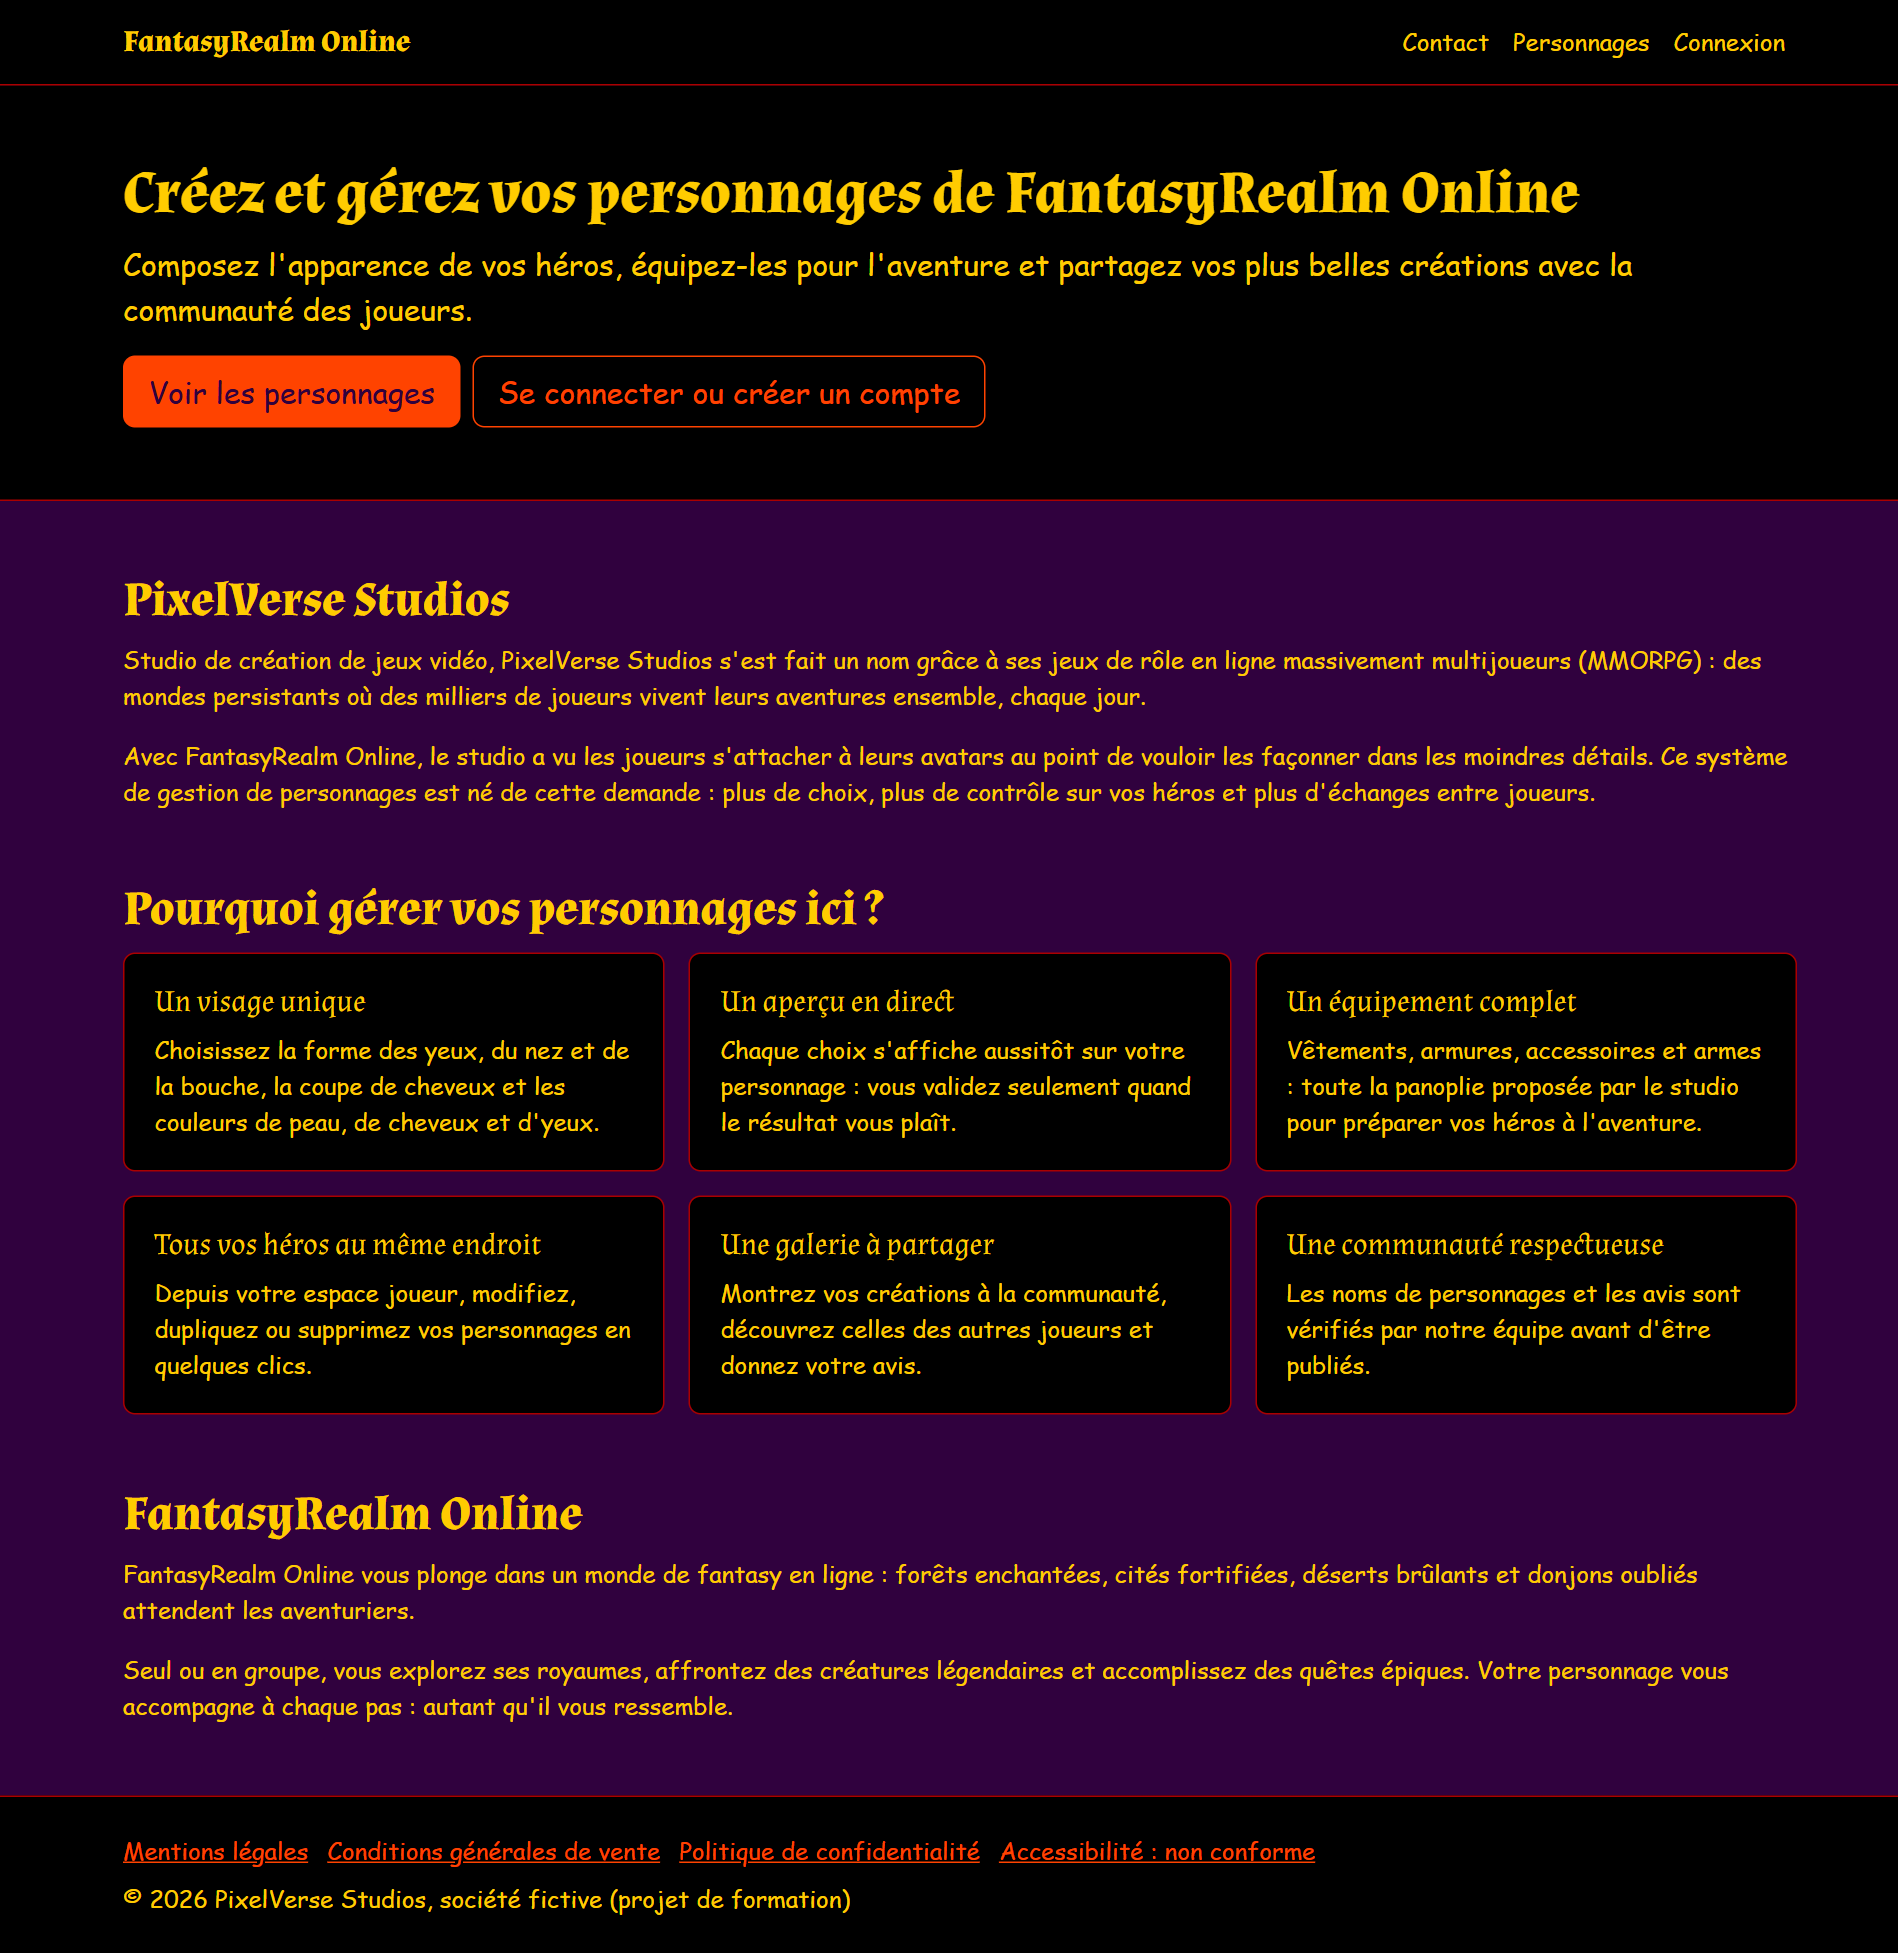 FantasyRealm Online
Contact Personnages Connexion
Créez et gérez vos personnages de FantasyRealm Online
Composez l'apparence de vos héros, équipez-les pour l'aventure et partagez vos plus belles créations avec la
communauté des joueurs.
Voir les personnages
Se connecter ou créer un compte
PixelVerse Studios
Studio de création de jeux vidéo, PixelVerse Studios s'est fait un nom grâce à ses jeux de rôle en ligne massivement multijoueurs (MMORPG) : des
mondes persistants où des milliers de joueurs vivent leurs aventures ensemble, chaque jour.
Avec FantasyRealm Online, le studio a vu les joueurs s'attacher à leurs avatars au point de vouloir les façonner dans les moindres détails. Ce système
de gestion de personnages est né de cette demande : plus de choix, plus de contrôle sur vos héros et plus d'échanges entre joueurs.
Pourquoi gérer vos personnages ici ?
Un visage unique
Choisissez la forme des yeux, du nez et de
la bouche, la coupe de cheveux et les
couleurs de peau, de cheveux et d'yeux.
Un aperçu en direct
Chaque choix s'affiche aussitôt sur votre
personnage : vous validez seulement quand
le résultat vous plaît.
Un équipement complet
Vêtements, armures, accessoires et armes
: toute la panoplie proposée par le studio
pour préparer vos héros à l'aventure.
Tous vos héros au même endroit
Depuis votre espace joueur, modifiez,
dupliquez ou supprimez vos personnages en
quelques clics.
Une galerie à partager
Montrez vos créations à la communauté,
découvrez celles des autres joueurs et
donnez votre avis.
Une communauté respectueuse
Les noms de personnages et les avis sont
vérifiés par notre équipe avant d'être
publiés.
FantasyRealm Online
FantasyRealm Online vous plonge dans un monde de fantasy en ligne : forêts enchantées, cités fortifiées, déserts brûlants et donjons oubliés
attendent les aventuriers.
Seul ou en groupe, vous explorez ses royaumes, affrontez des créatures légendaires et accomplissez des quêtes épiques. Votre personnage vous
accompagne à chaque pas : autant qu'il vous ressemble.
Mentions légales Conditions générales de vente Politique de confidentialité Accessibilité : non conforme
© 2026 PixelVerse Studios, société fictive (projet de formation)